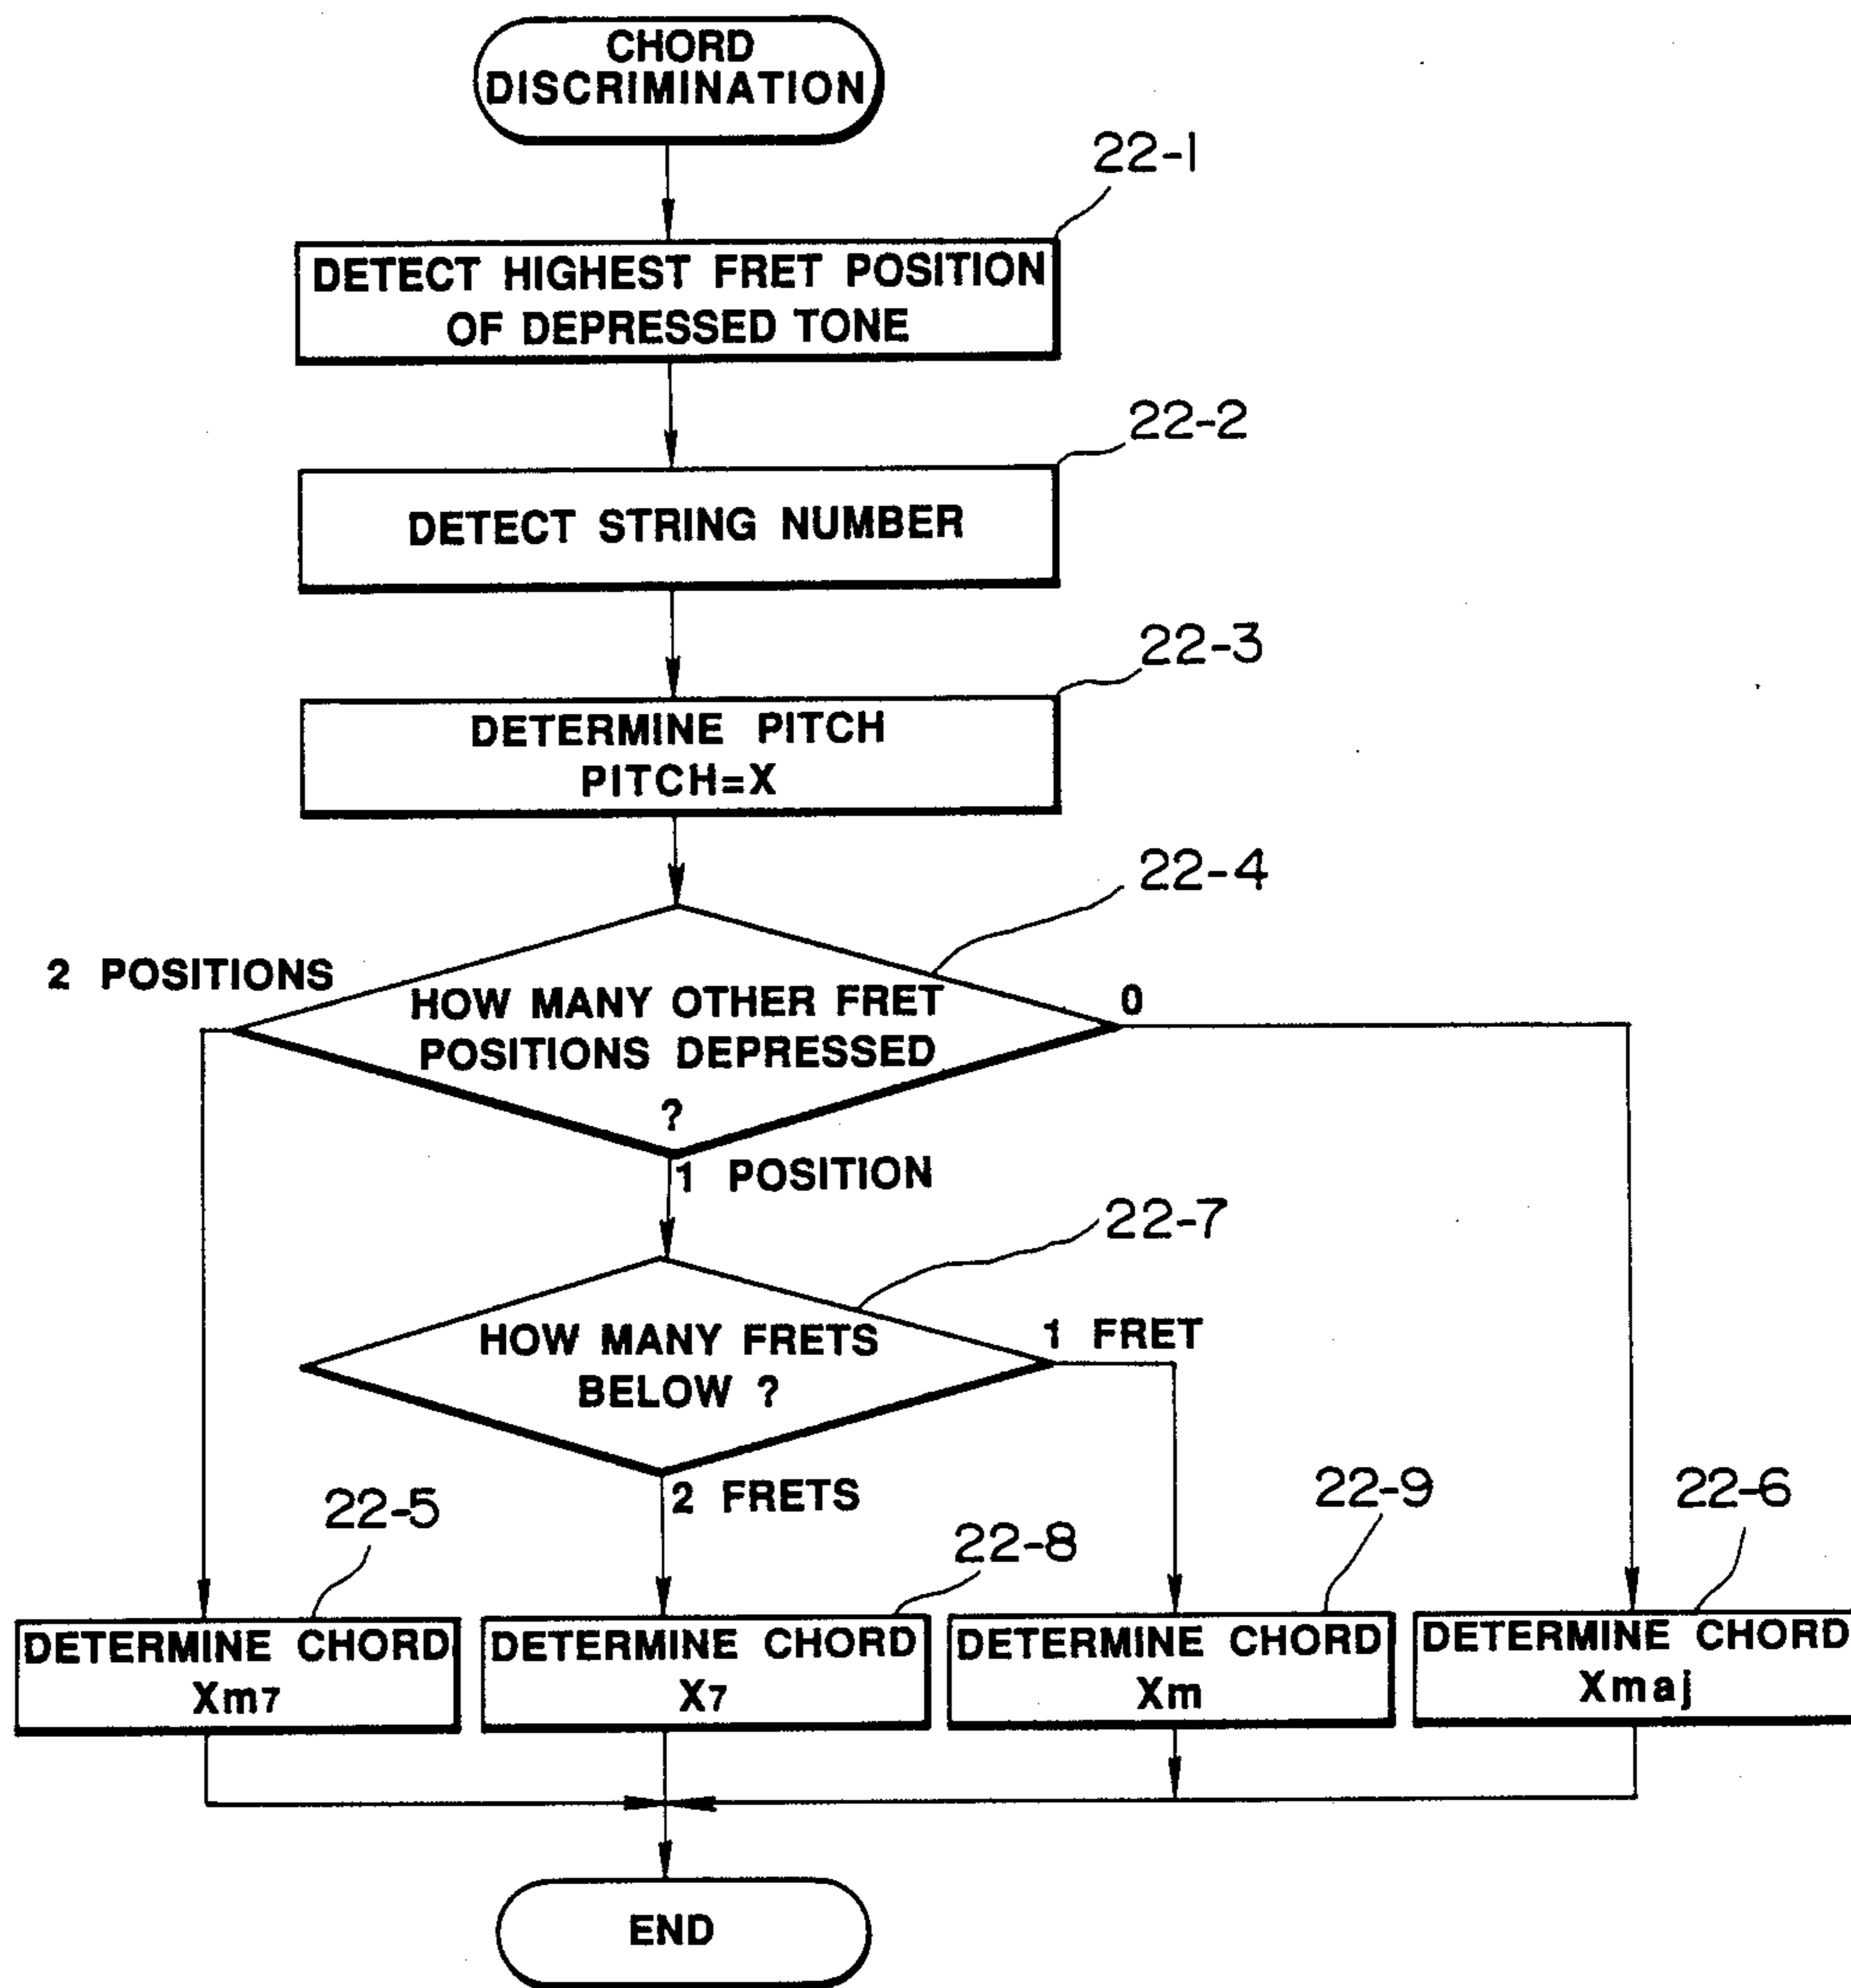 CHORD
DISCRIMINATION
22-1
DETECT HIGHEST FRET POSITION
OF DEPRESSED TONE
22-2
DETECT STRING NUMBER
22-3
DETERMINE PITCH
PITCH=X
22-4
2 POSITIONS
0
HOW MANY OTHER FRET
POSITIONS DEPRESSED
?
1 POSITION
22-7
HOW MANY FRETS
BELOW ?
1 FRET
2 FRETS
22-5
22-8
22-9
22-6
DETERMINE CHORD
Xm7
DETERMINE CHORD
X7
DETERMINE CHORD
Xm
DETERMINE CHORD
Xmaj
END